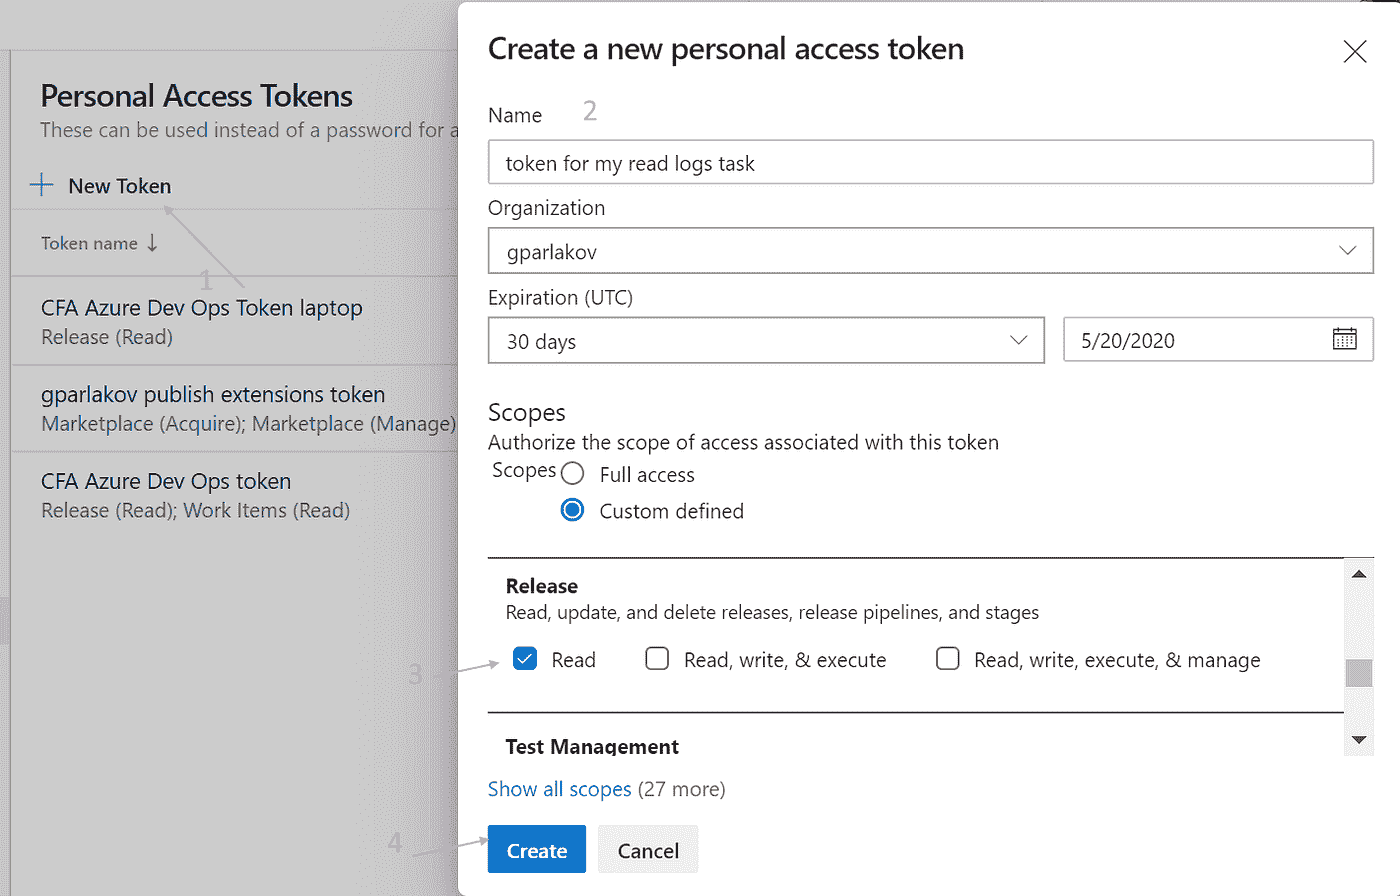 Personal Access Tokens
These can be used instead of a password for a
New Token
1
Token name ↓
CFA Azure Dev Ops Token laptop
Release (Read)
gparlakov publish extensions token
Marketplace (Acquire); Marketplace (Manage)
CFA Azure Dev Ops token
Release (Read); Work Items (Read)
Create a new personal access token
Name 2
token for my read logs task
Organization
gparlakov
Expiration (UTC)
30 days 5/20/2020
Scopes
Authorize the scope of access associated with this token
Scopes Full access
Custom defined
Release
Read, update, and delete releases, release pipelines, and stages
3 Read Read, write, & execute Read, write, execute, & manage
Test Management
Show all scopes (27 more)
4 Create Cancel